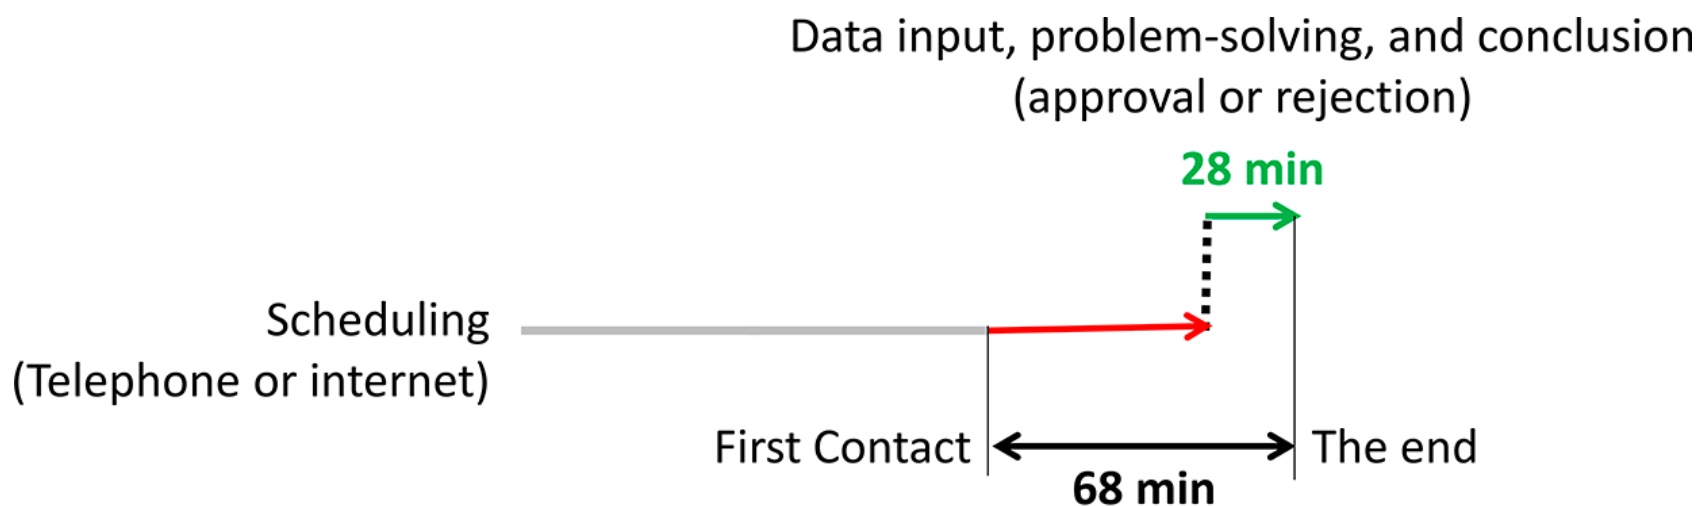 Data input, problem-solving, and conclusion
(approval or rejection)
28 min
Scheduling
(Telephone or internet)
First Contact
The end
68 min